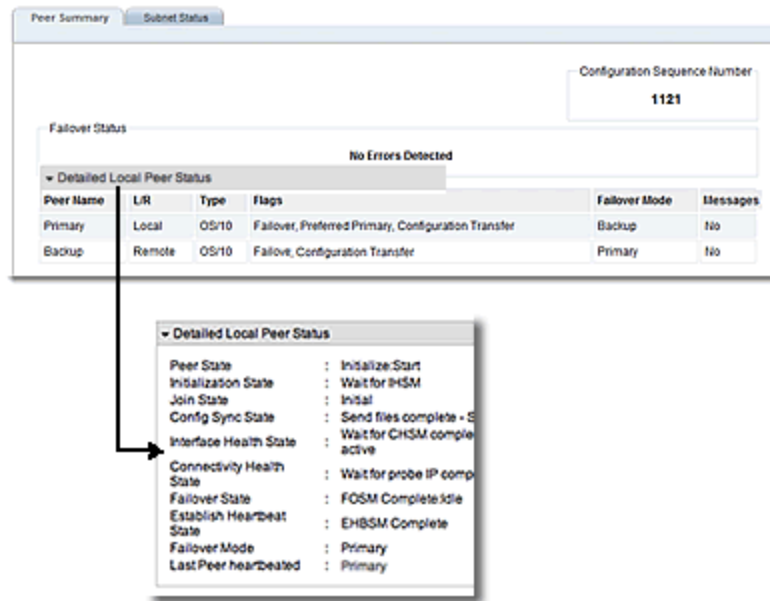 Peer Summary Subnet Status
Configuration Sequence Number
1121
Failover Status
No Errors Detected
Detailed Local Peer Status
Peer Name L/R Type Flags Failover Mode Messages
Primary Local OS/10 Failover, Preferred Primary, Configuration Transfer Backup No
Backup Remote OS/10 Failove, Configuration Transfer Primary No
Detailed Local Peer Status
Peer State : Initialize:Start
Initialization State : Wait for IHSM
Join State : Initial
Config Sync State : Send files complete - S
Interface Health State : Wait for CHSM comple
active
Connectivity Health
State : Wait for probe IP comp
Failover State : FOSM Complete:Idle
Establish Heartbeat
State : EHBSM Complete
Failover Mode : Primary
Last Peer heartbeated : Primary